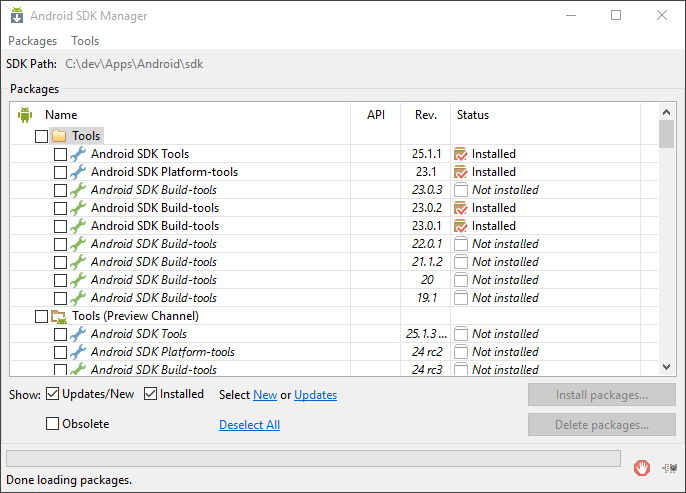 Android SDK Manager
Packages Tools
SDK Path: C:\dev\Apps\Android\sdk
Packages
Name API Rev. Status
Tools
Android SDK Tools 25.1.1 Installed
Android SDK Platform-tools 23.1 Installed
Android SDK Build-tools 23.0.3 Not installed
Android SDK Build-tools 23.0.2 Installed
Android SDK Build-tools 23.0.1 Installed
Android SDK Build-tools 22.0.1 Not installed
Android SDK Build-tools 21.1.2 Not installed
Android SDK Build-tools 20 Not installed
Android SDK Build-tools 19.1 Not installed
Tools (Preview Channel)
Android SDK Tools 25.1.3 ... Not installed
Android SDK Platform-tools 24 rc2 Not installed
Android SDK Build-tools 24 rc3 Not installed
Show: Updates/New Installed Select New or Updates Install packages...
Obsolete Deselect All Delete packages...
Done loading packages.